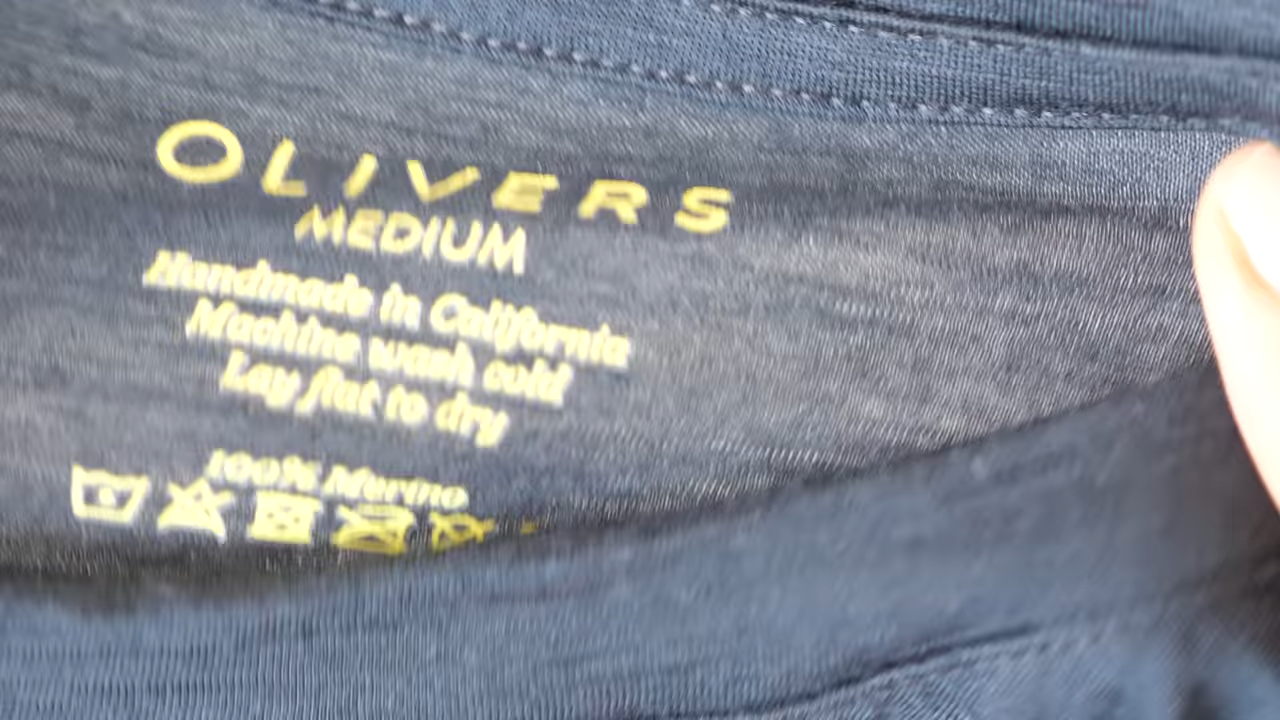 OLIVERS
MEDIUM
Handmade in California
Machine wash cold
Lay flat to dry
100% Merino